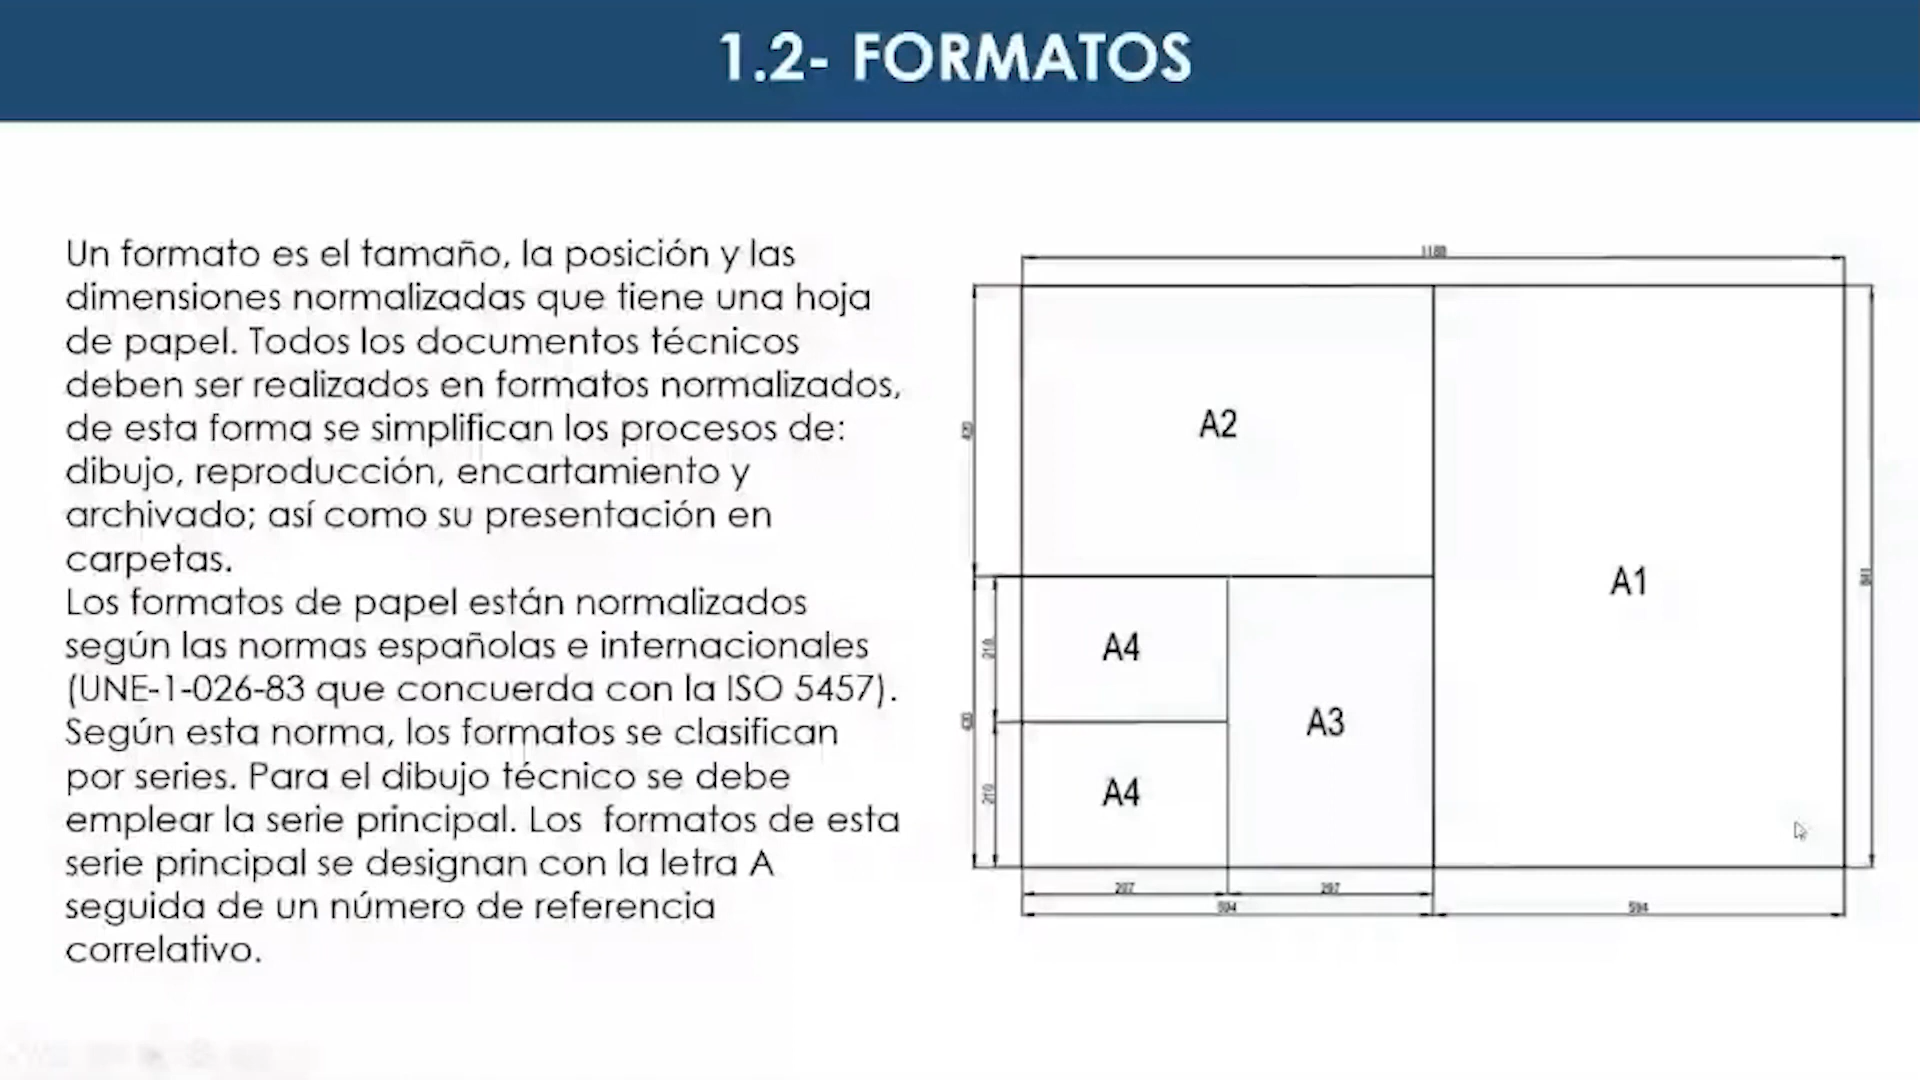 1.2- FORMATOS
Un formato es el tamaño, la posición y las
dimensiones normalizadas que tiene una hoja
de papel. Todos los documentos técnicos
deben ser realizados en formatos normalizados,
de esta forma se simplifican los procesos de:
dibujo, reproducción, encartamiento y
archivado; así como su presentación en
carpetas.
Los formatos de papel están normalizados
según las normas españolas e internacionales
(UNE-1-026-83 que concuerda con la ISO 5457).
Según esta norma, los formatos se clasifican
por series. Para el dibujo técnico se debe
emplear la serie principal. Los  formatos de esta
serie principal se designan con la letra A
seguida de un número de referencia
correlativo.
A2
A1
841
A4
210
A3
A4
210
297
297
594
594